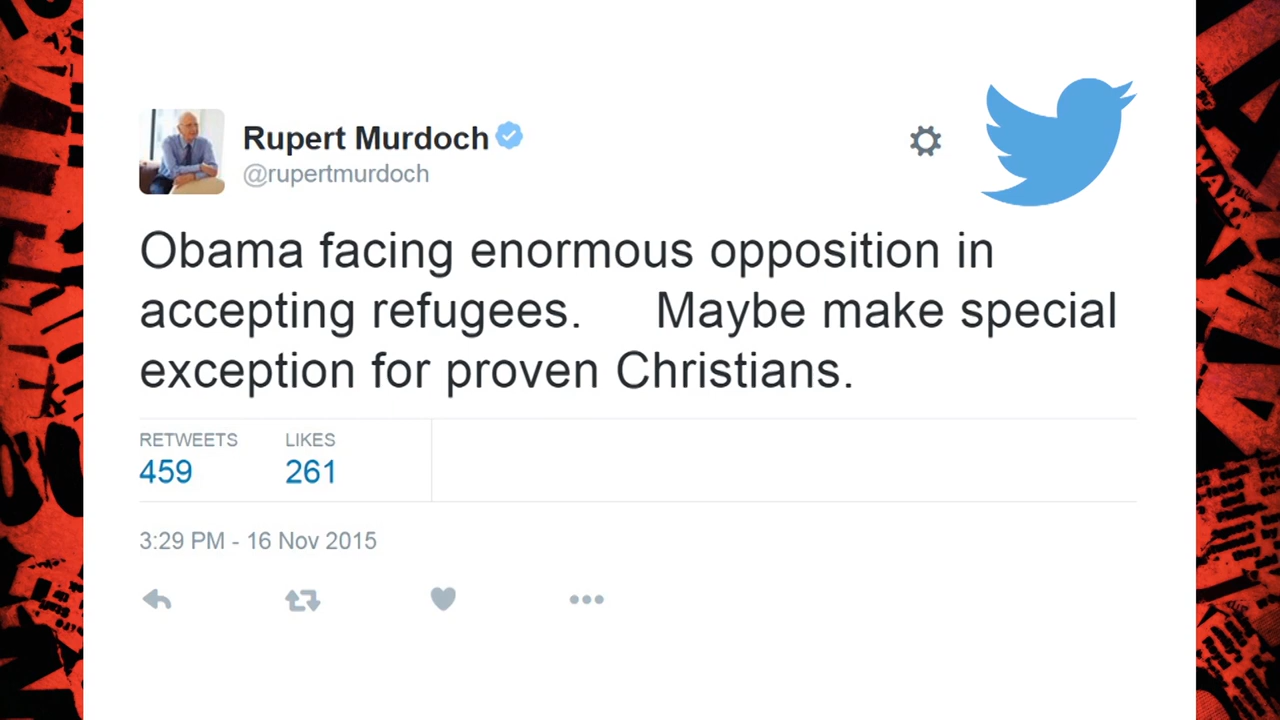 Rupert Murdoch
@rupertmurdoch
Obama facing enormous opposition in
accepting refugees.     Maybe make special
exception for proven Christians.
RETWEETS LIKES
459 261
3:29 PM - 16 Nov 2015